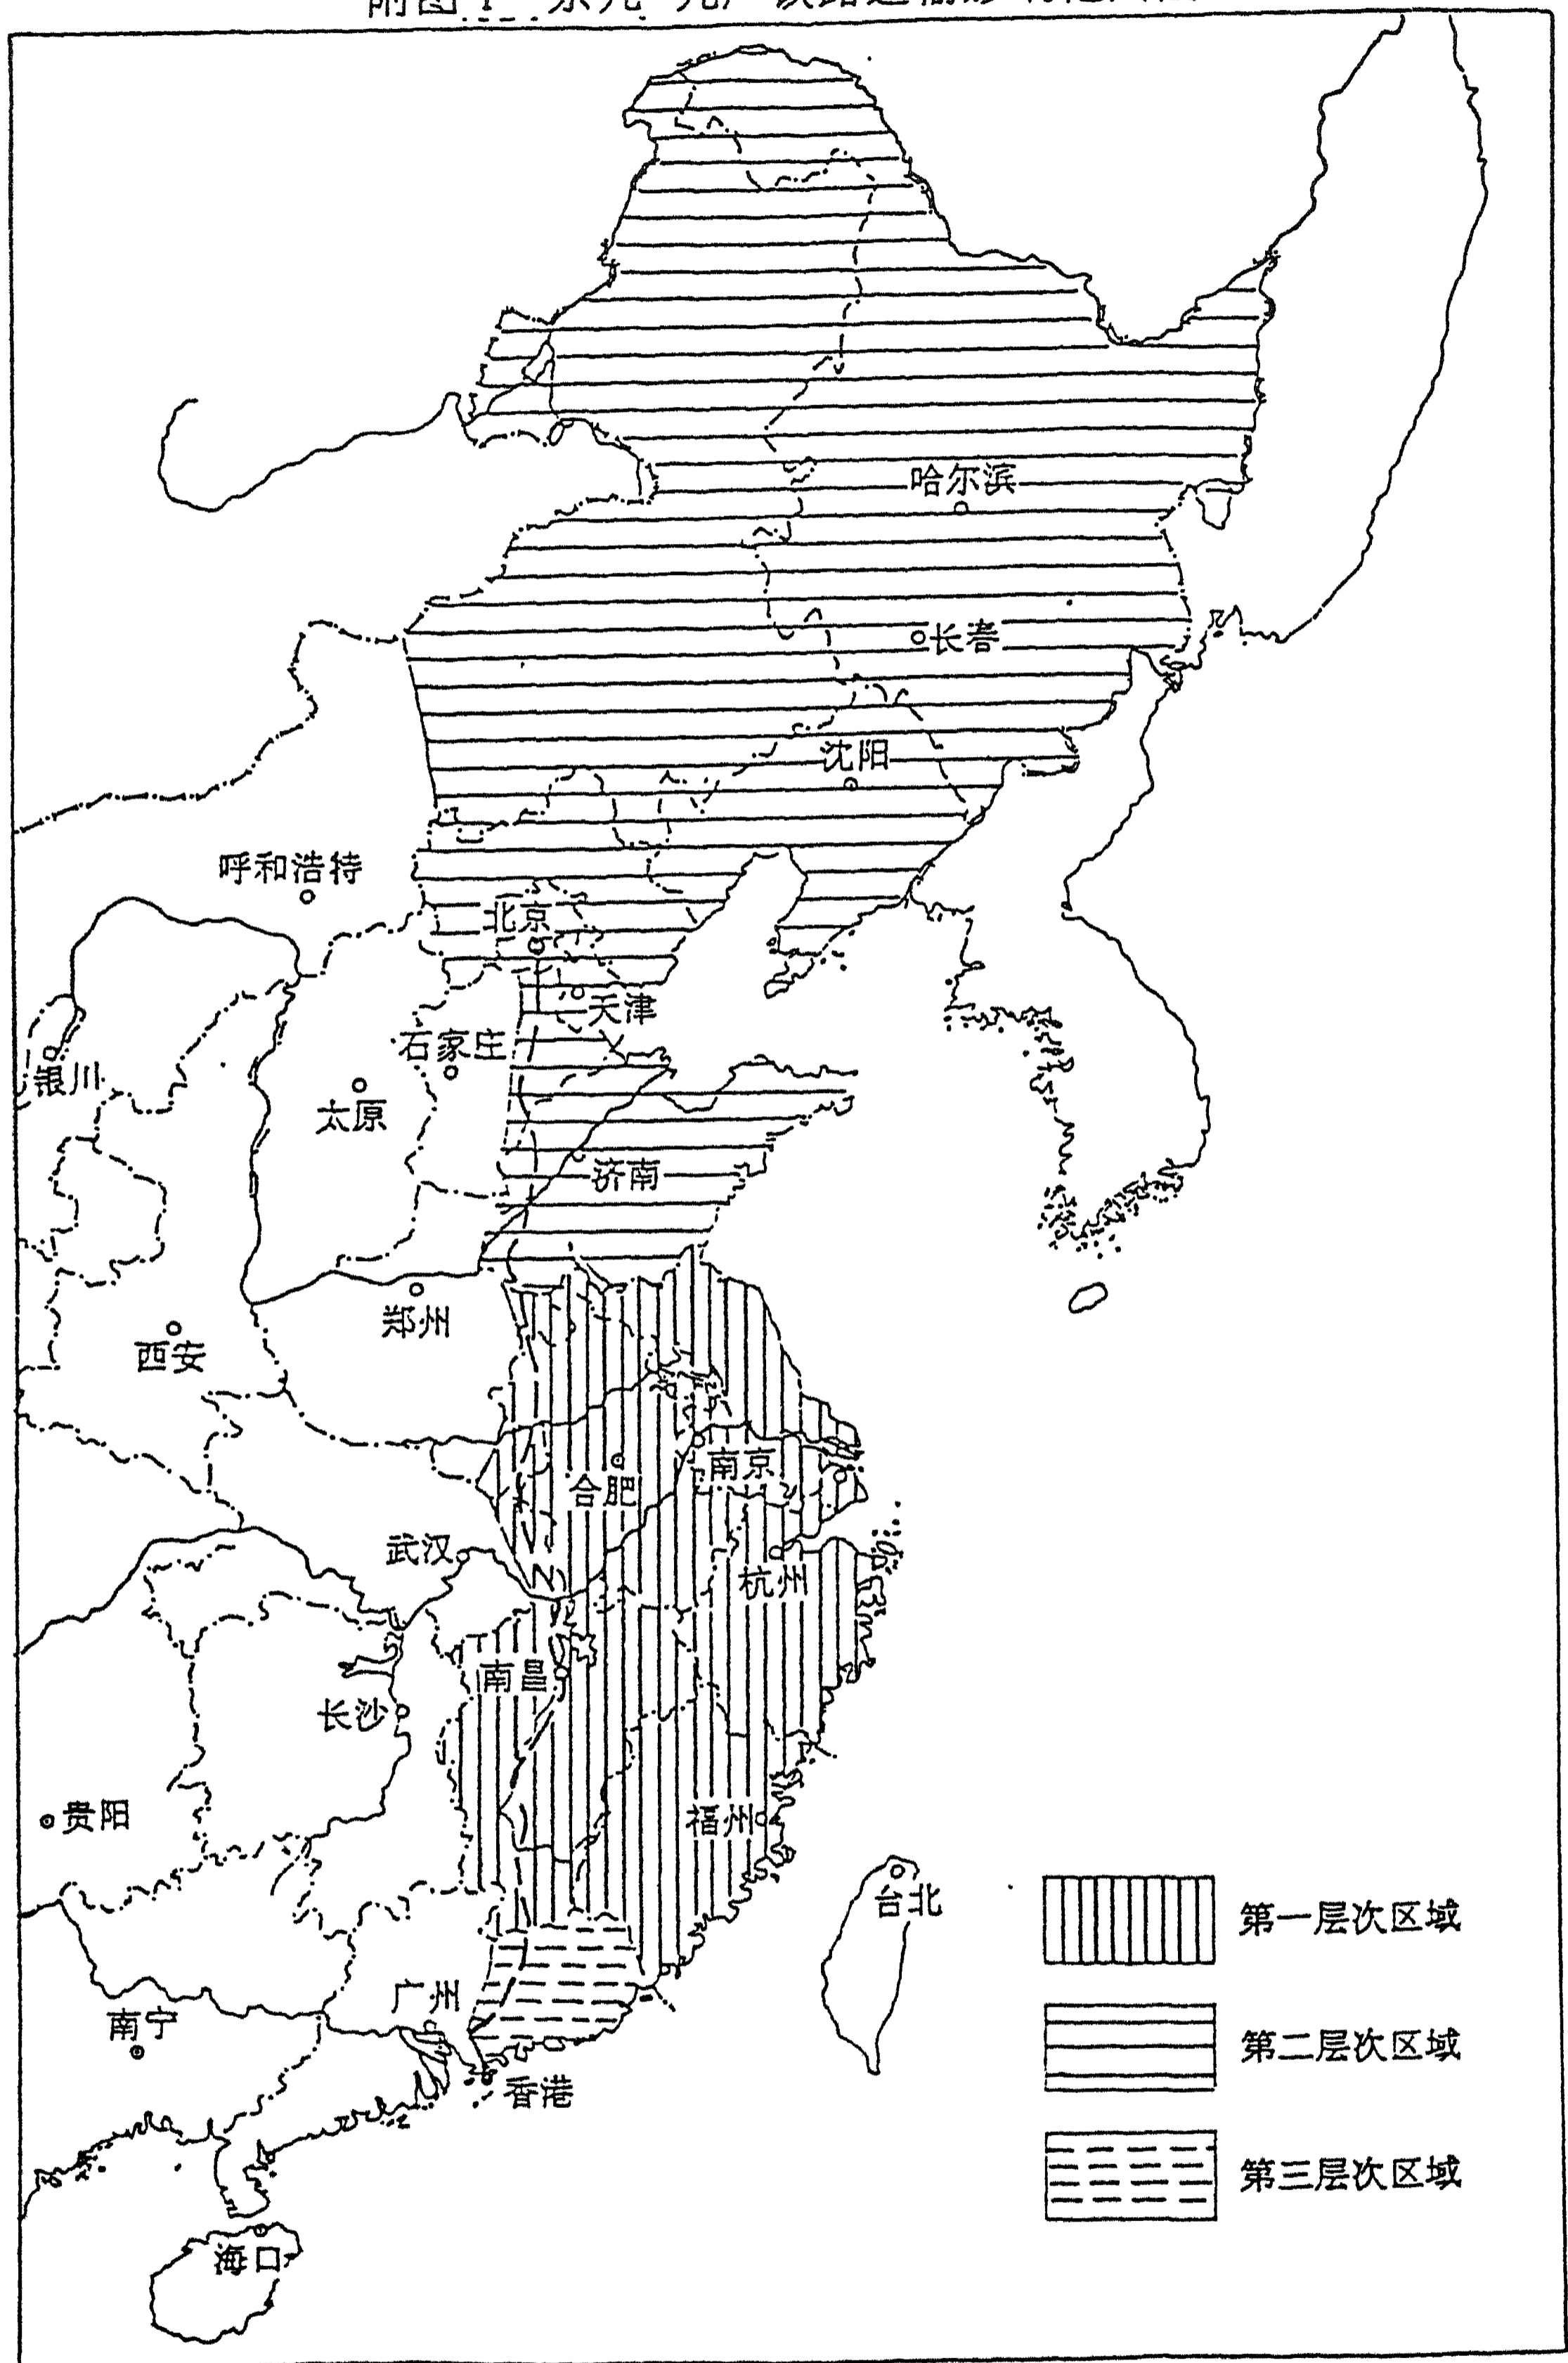 哈尔滨
长春
沈阳
呼和浩特
北京
天津
石家庄
银川
太原
济南
郑州
西安
南京
合肥
武汉
杭州
南昌
长沙
贵阳
福州
台北
第一层次区域
广州
南宁
第二层次区域
香港
第三层次区域
海口